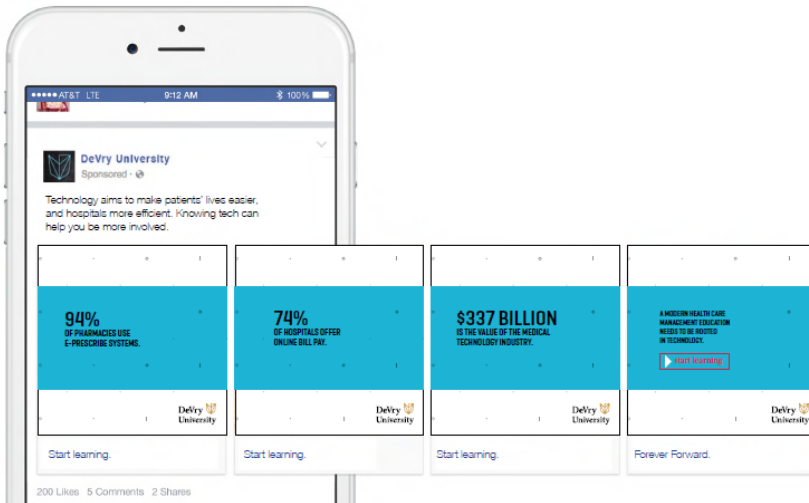 AT&T LTE 9:12 AM 100%
DeVry University
Sponsored ·
Technology aims to make patients' lives easier,
and hospitals more efficient. Knowing tech can
help you be more involved.
94%
OF PHARMACIES USE
E-PRESCRIBE SYSTEMS.
DeVry
University
Start learning.
74%
OF HOSPITALS OFFER
ONLINE BILL PAY.
DeVry
University
Start learning.
$337 BILLION
IS THE VALUE OF THE MEDICAL
TECHNOLOGY INDUSTRY.
DeVry
University
Start learning.
A MODERN HEALTH CARE
MANAGEMENT EDUCATION
NEEDS TO BE ROOTED
IN TECHNOLOGY.
start learning
DeVry
University
Forever Forward.
200 Likes 5 Comments 2 Shares